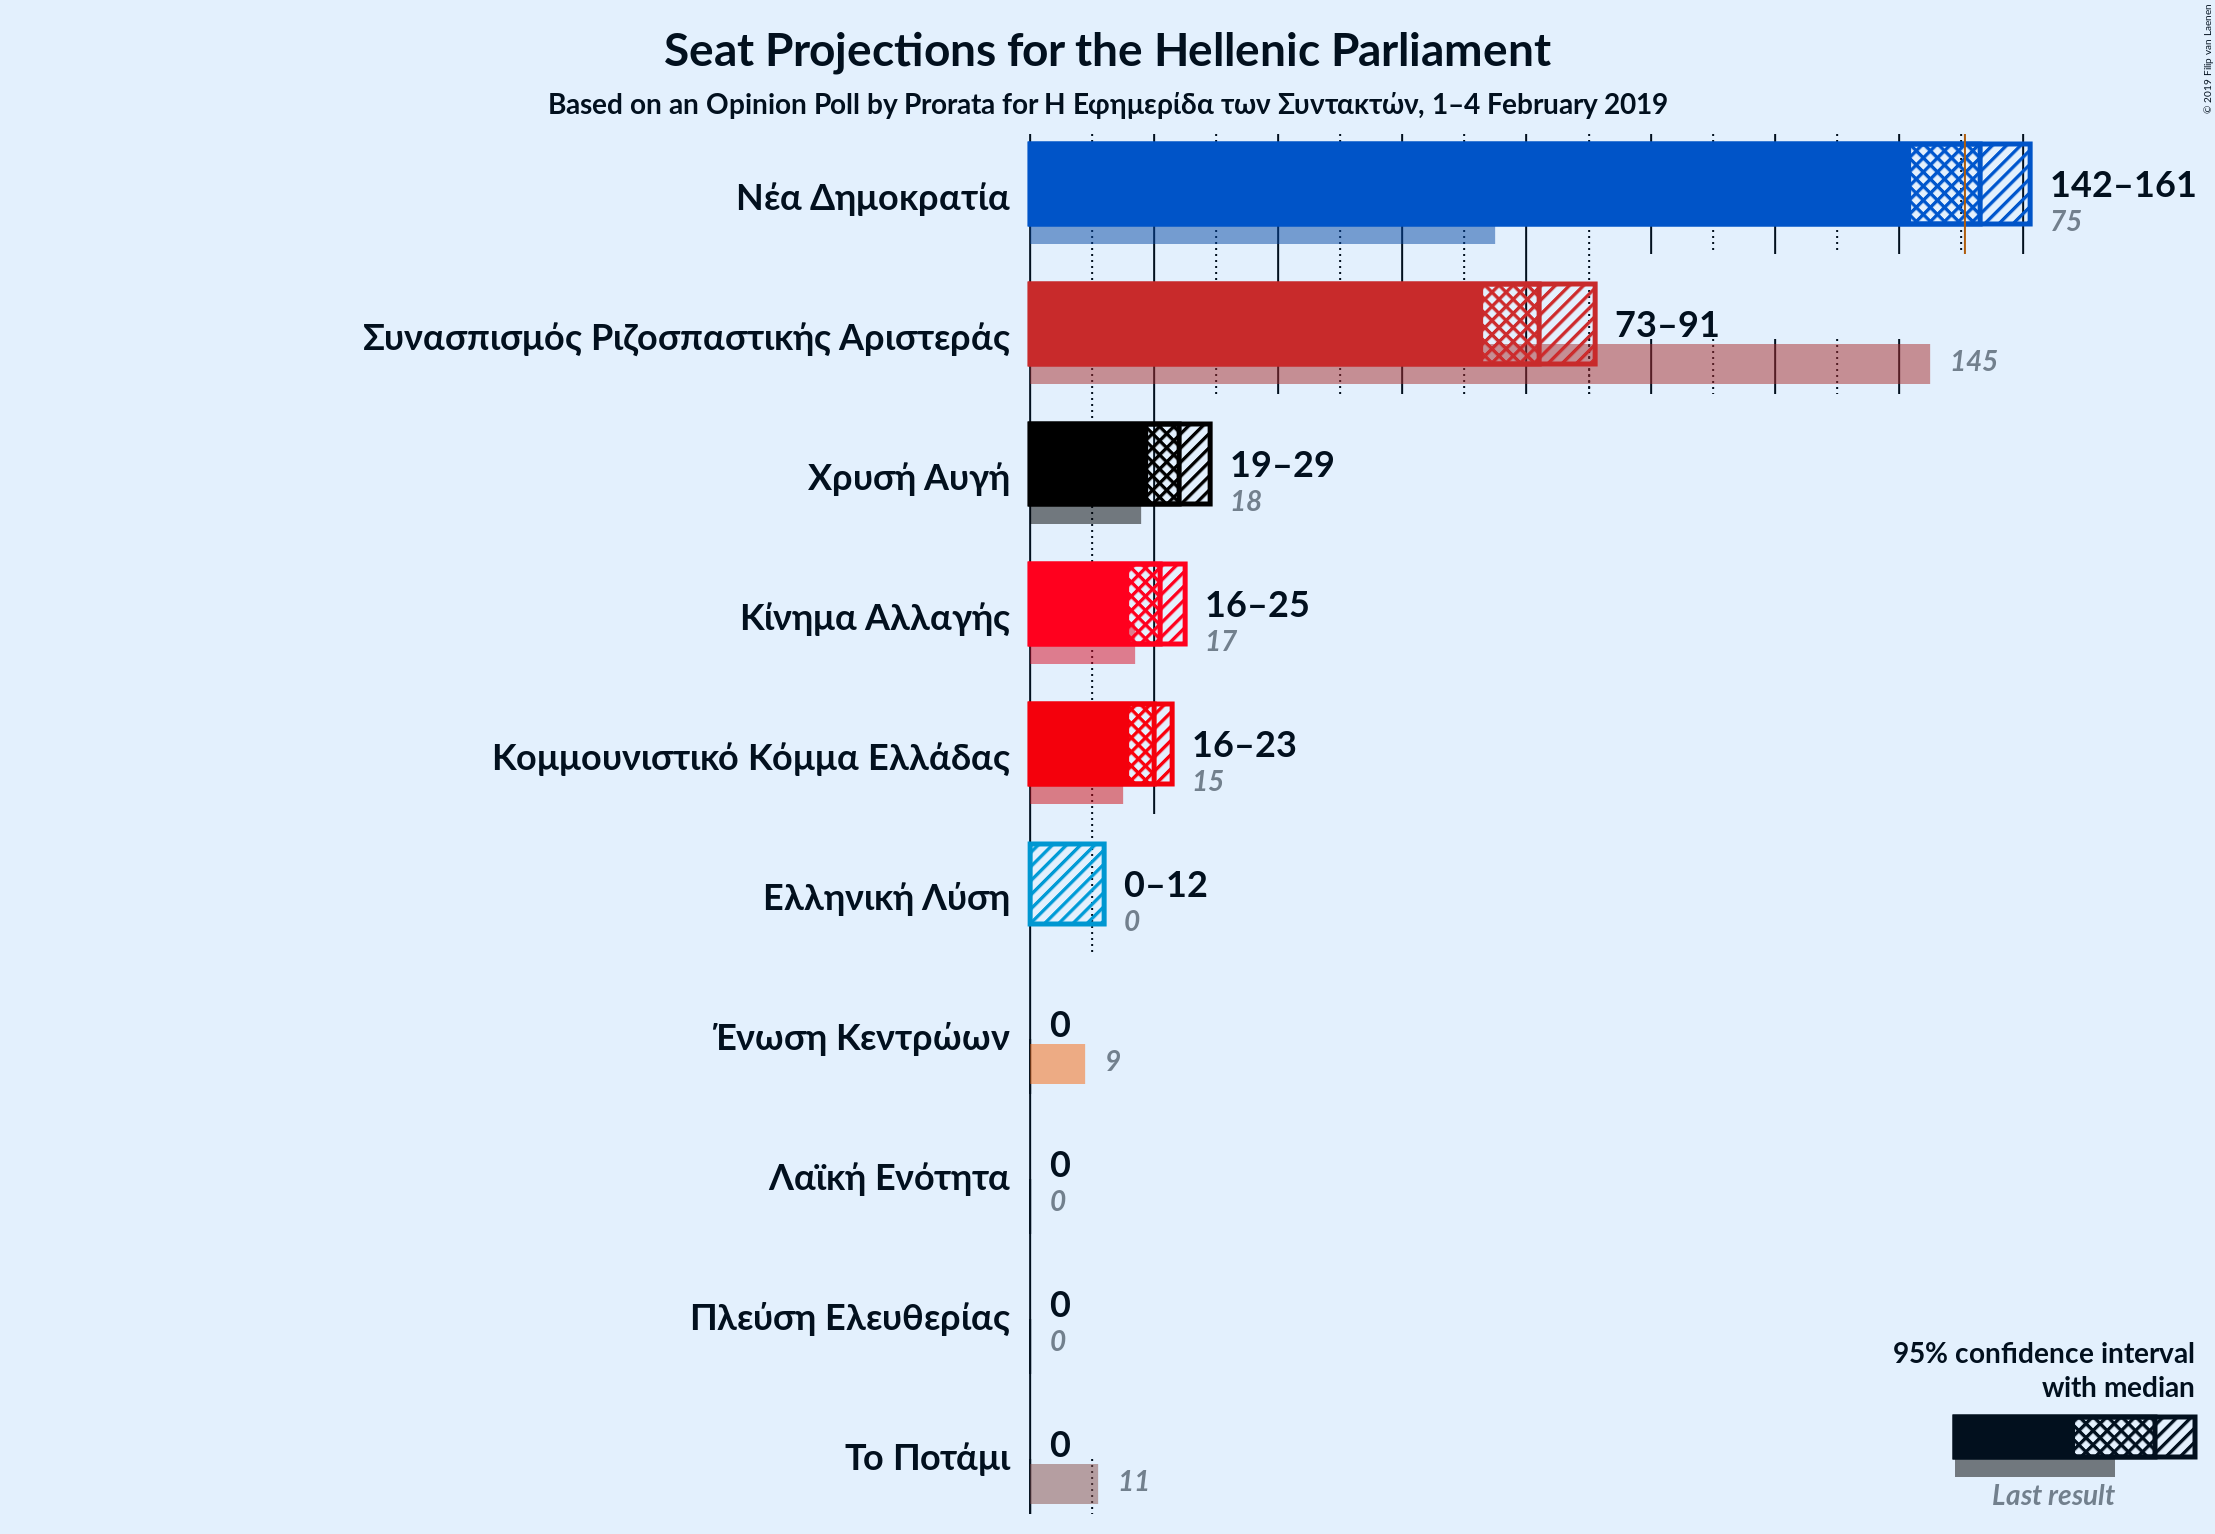 Seat Projections for the Hellenic Parliament
Based on an Opinion Poll by Prorata for Η Εφημερίδα των Συντακτών, 1–4 February 2019
© 2019 Filip van Laenen
Νέα Δημοκρατία
142–161
75
Συνασπισμός Ριζοσπαστικής Αριστεράς
73–91
145
Χρυσή Αυγή
19–29
18
Κίνημα Αλλαγής
16–25
17
Κομμουνιστικό Κόμμα Ελλάδας
16–23
15
Ελληνική Λύση
0–12
0
Ένωση Κεντρώων
0
9
Λαϊκή Ενότητα
0
0
Πλεύση Ελευθερίας
0
0
Το Ποτάμι
0
11
95% confidence interval
with median
Last result